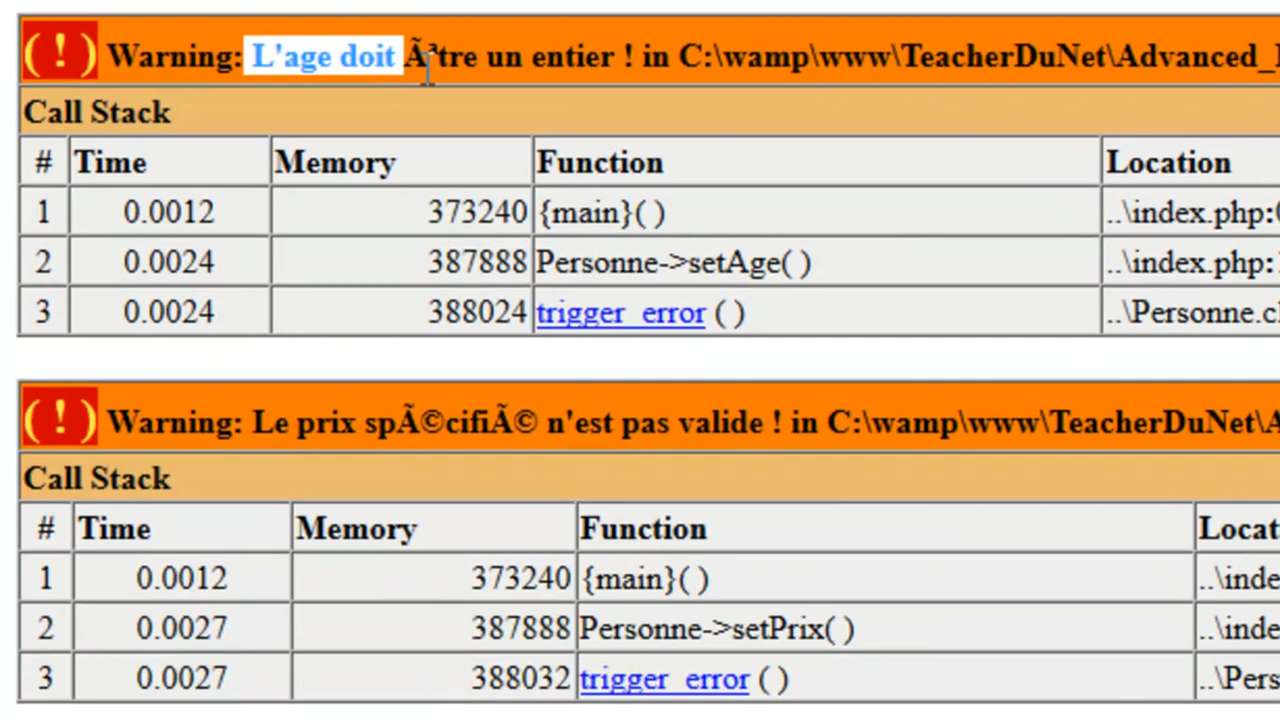 ( ! ) Warning: L'age doit Ãªtre un entier ! in C:\wamp\www\TeacherDuNet\Advanced_
Call Stack
# Time Memory Function Location
1 0.0012 373240 {main}( ) ..\index.php:
2 0.0024 387888 Personne->setAge( ) ..\index.php:
3 0.0024 388024 trigger_error ( ) ..\Personne.c
( ! ) Warning: Le prix spÃ©cifiÃ© n'est pas valide ! in C:\wamp\www\TeacherDuNet\A
Call Stack
# Time Memory Function Locat
1 0.0012 373240 {main}( ) ..\inde
2 0.0027 387888 Personne->setPrix( ) ..\inde
3 0.0027 388032 trigger_error ( ) ..\Pers